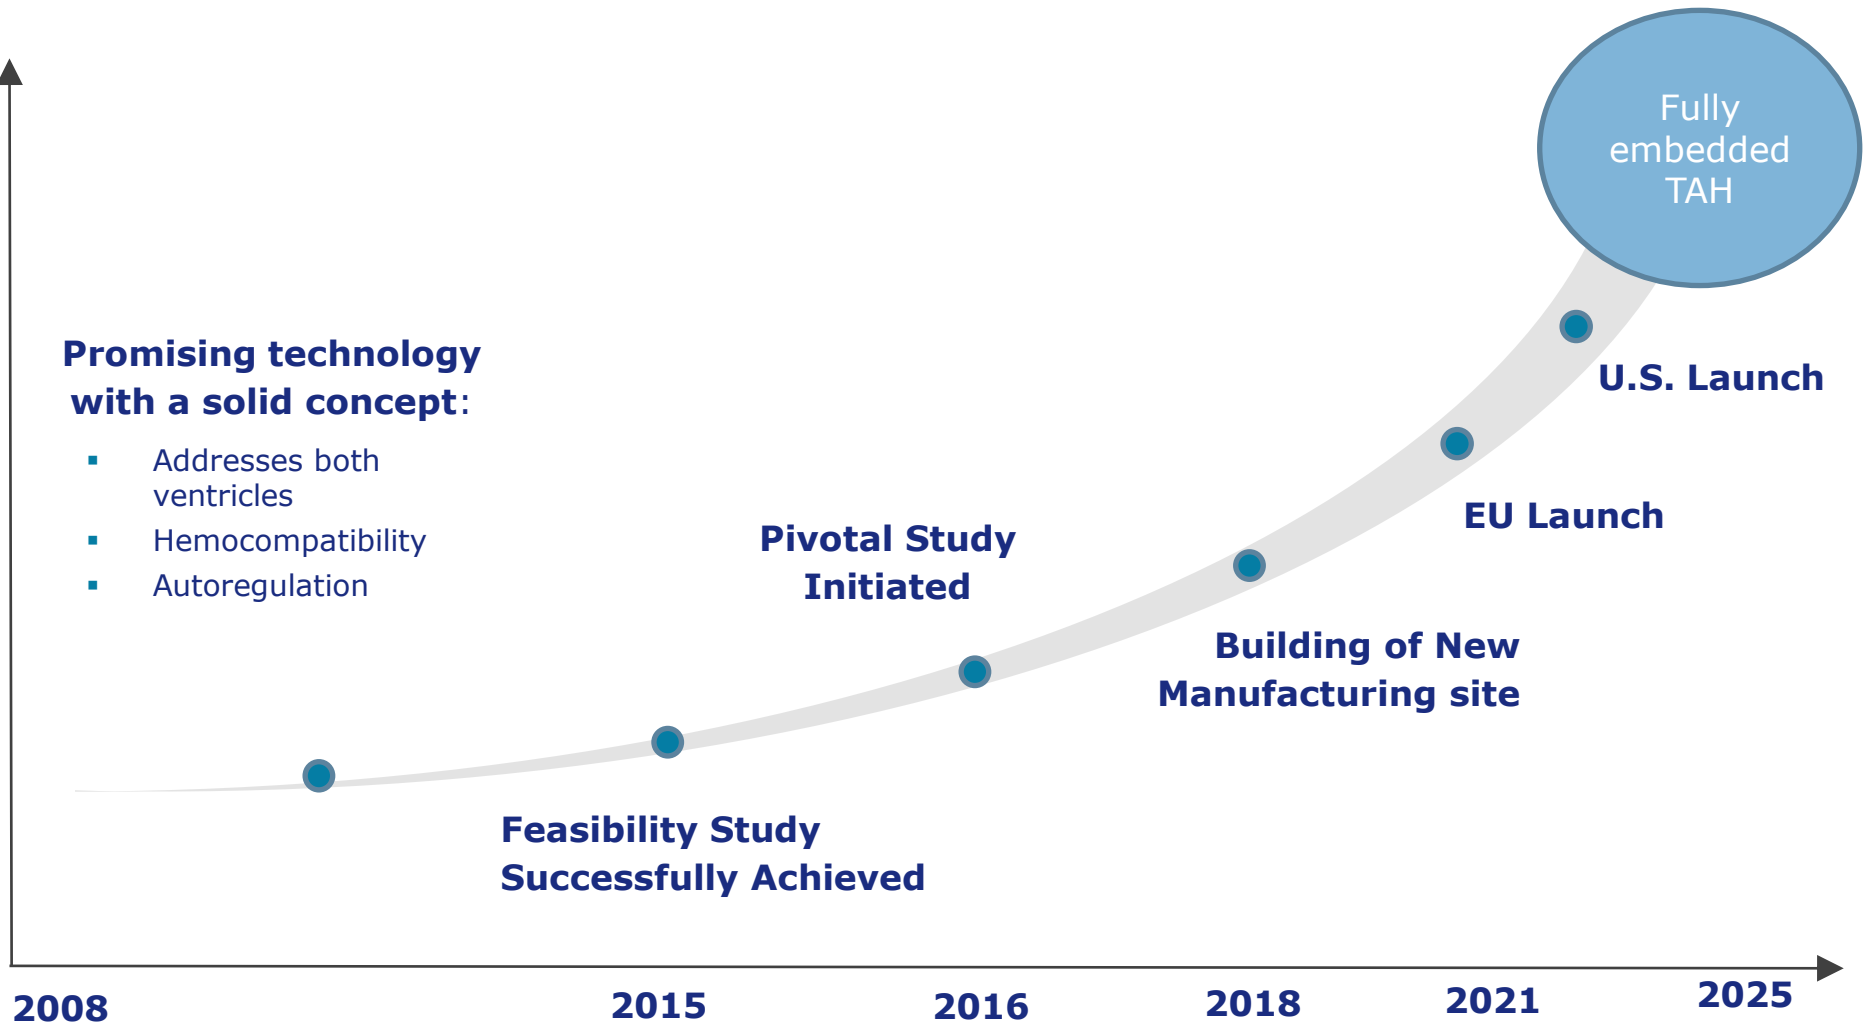 Fully
embedded
TAH
Promising technology
with a solid concept:
▪ Addresses both
ventricles
▪ Hemocompatibility
▪ Autoregulation
U.S. Launch
EU Launch
Pivotal Study
Initiated
Building of New
Manufacturing site
Feasibility Study
Successfully Achieved
2008 2015 2016 2018 2021 2025